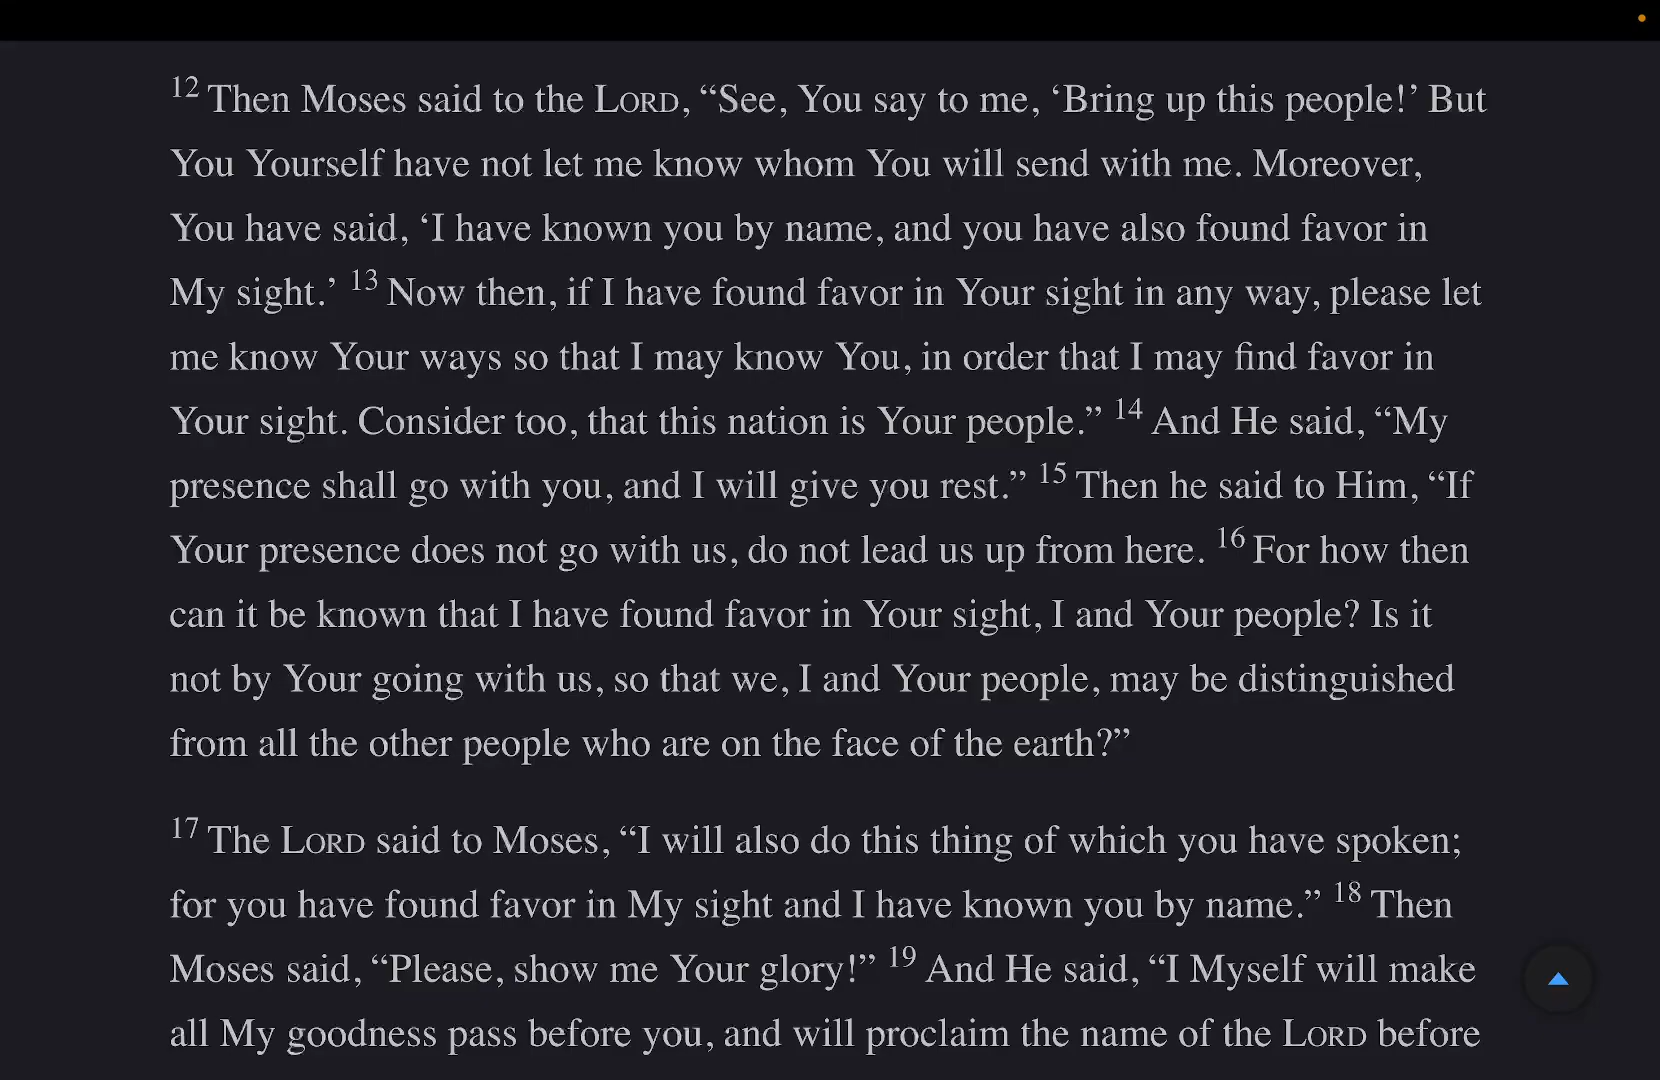 12 Then Moses said to the LORD, “See, You say to me, ‘Bring up this people!’ But
You Yourself have not let me know whom You will send with me. Moreover,
You have said, ‘I have known you by name, and you have also found favor in
My sight.’ 13 Now then, if I have found favor in Your sight in any way, please let
me know Your ways so that I may know You, in order that I may find favor in
Your sight. Consider too, that this nation is Your people.” 14 And He said, “My
presence shall go with you, and I will give you rest.” 15 Then he said to Him, “If
Your presence does not go with us, do not lead us up from here. 16 For how then
can it be known that I have found favor in Your sight, I and Your people? Is it
not by Your going with us, so that we, I and Your people, may be distinguished
from all the other people who are on the face of the earth?”
17 The LORD said to Moses, “I will also do this thing of which you have spoken;
for you have found favor in My sight and I have known you by name.” 18 Then
Moses said, “Please, show me Your glory!” 19 And He said, “I Myself will make
all My goodness pass before you, and will proclaim the name of the LORD before